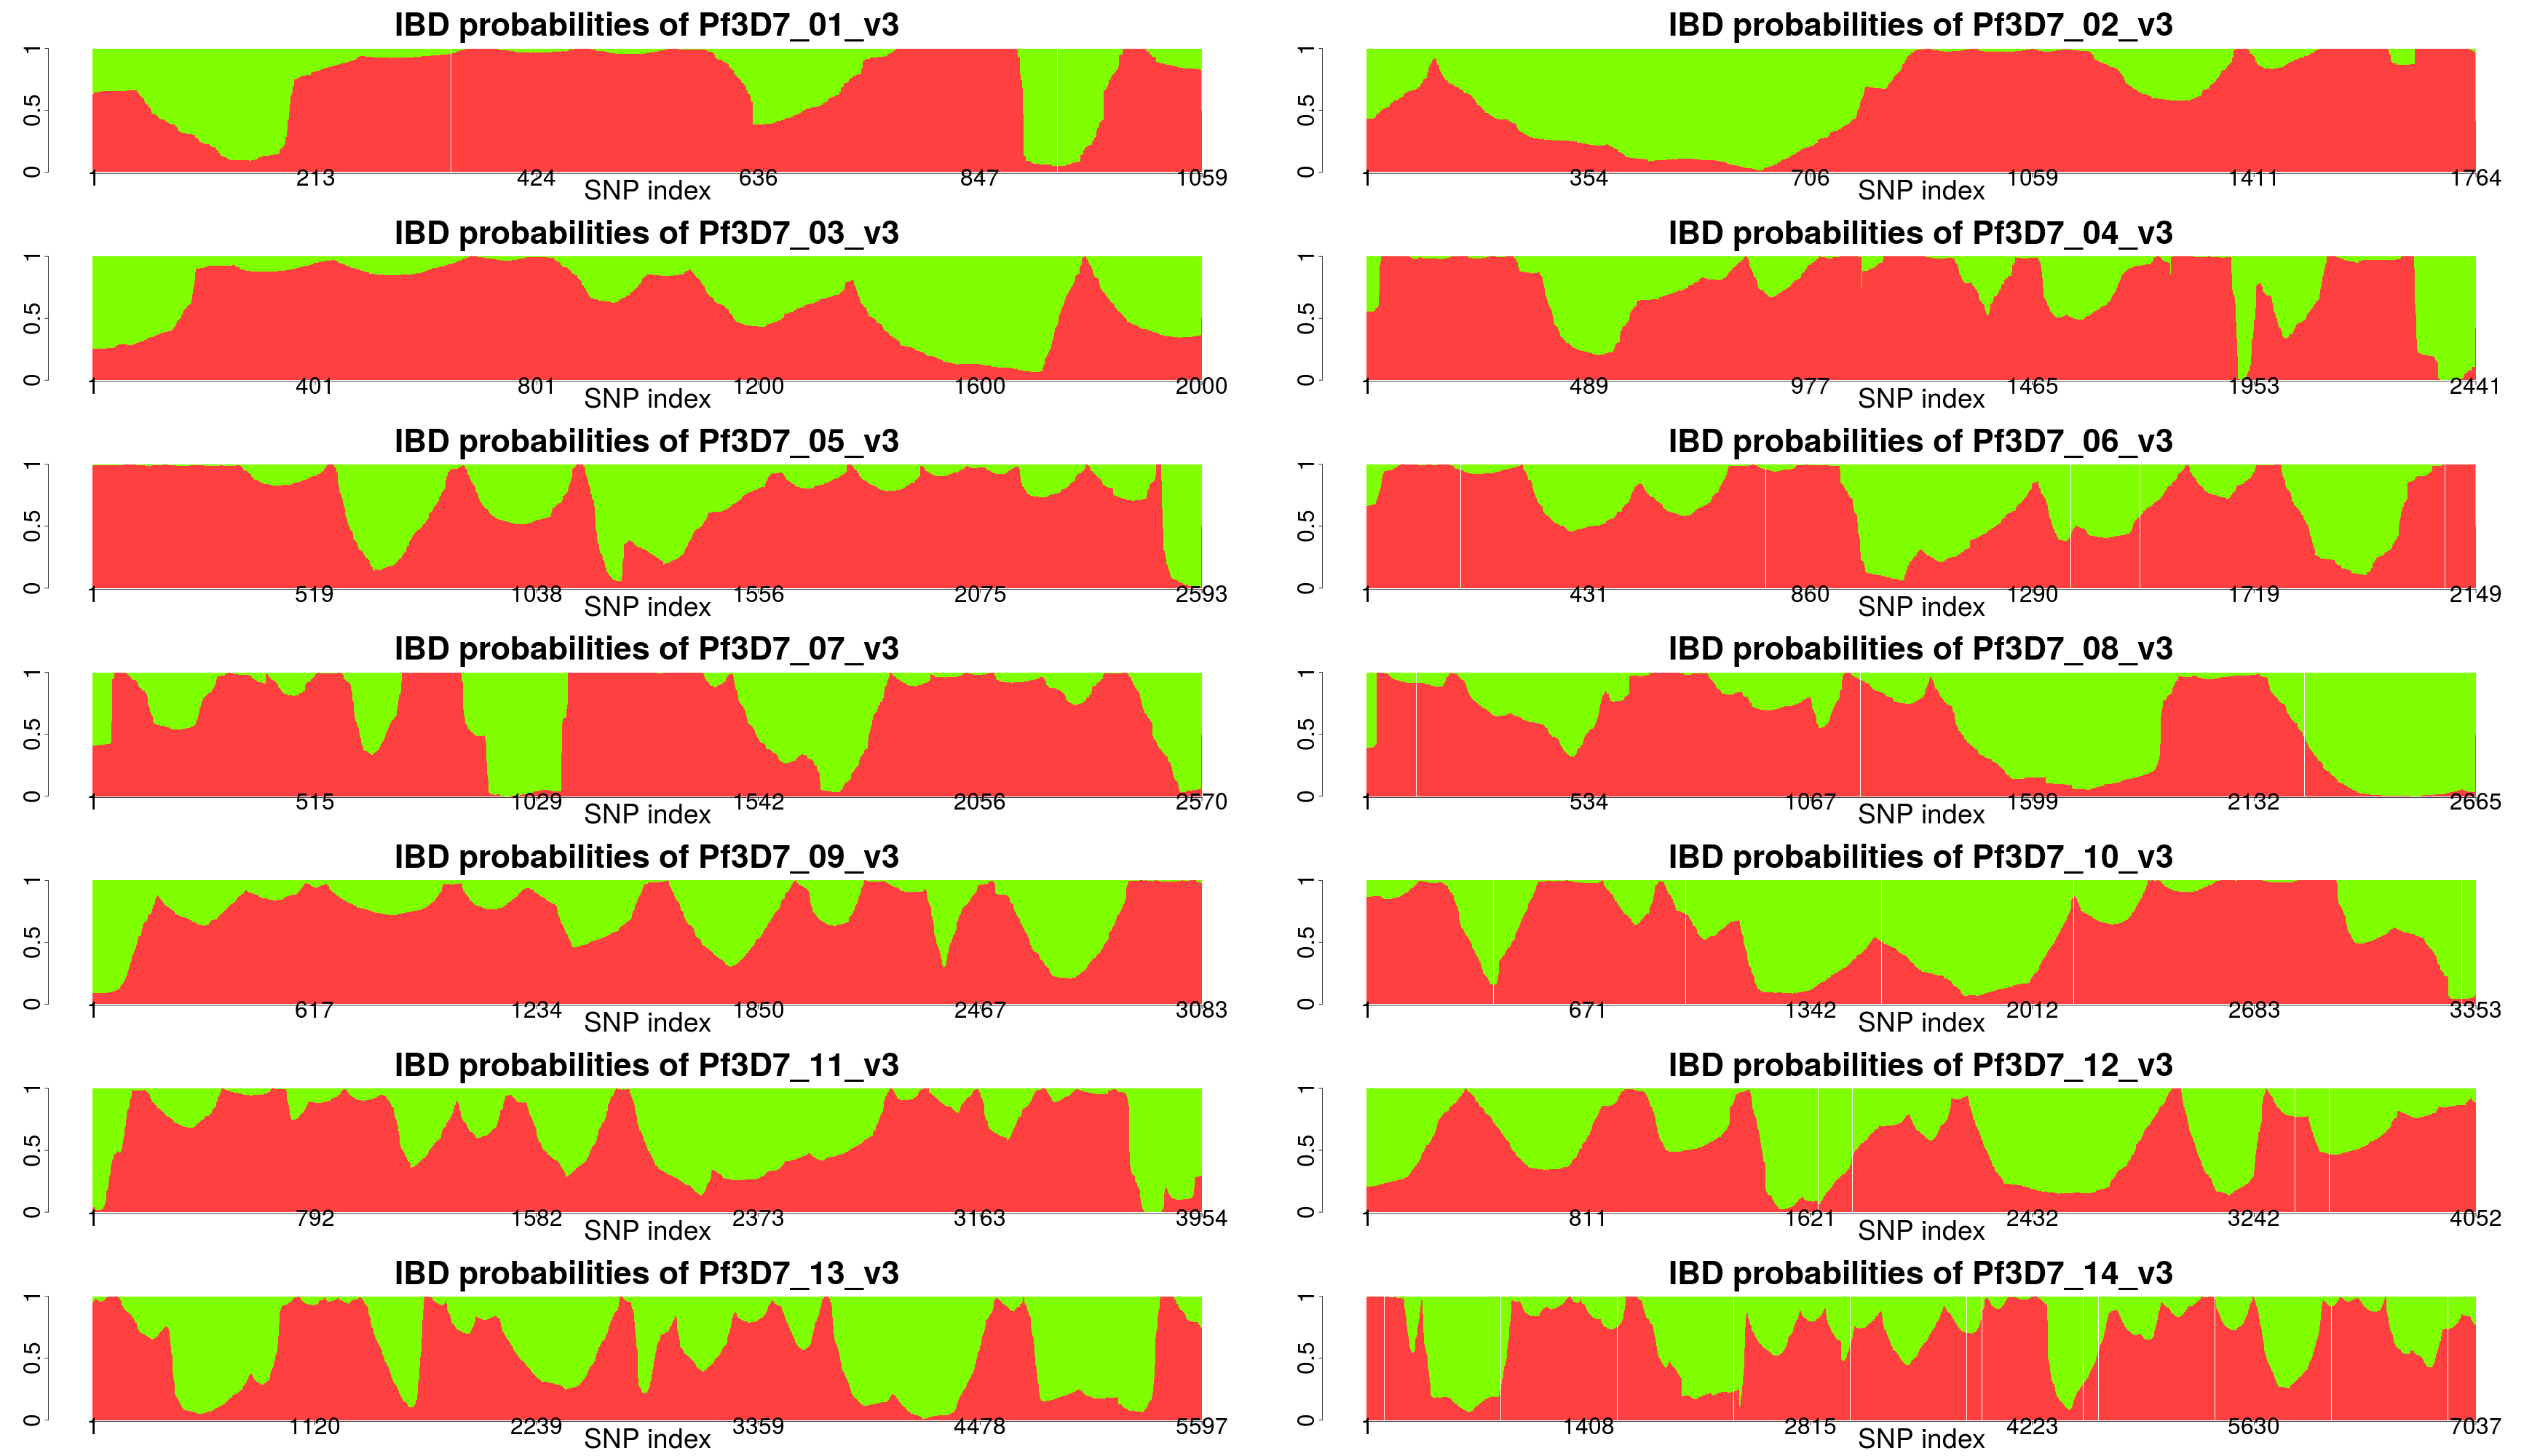 IBD probabilities of Pf3D7_01_v3
0 0.5 1
1 213 424 636 847 1059
SNP index
IBD probabilities of Pf3D7_02_v3
0 0.5 1
1 354 706 1059 1411 1764
SNP index
IBD probabilities of Pf3D7_03_v3
0 0.5 1
1 401 801 1200 1600 2000
SNP index
IBD probabilities of Pf3D7_04_v3
0 0.5 1
1 489 977 1465 1953 2441
SNP index
IBD probabilities of Pf3D7_05_v3
0 0.5 1
1 519 1038 1556 2075 2593
SNP index
IBD probabilities of Pf3D7_06_v3
0 0.5 1
1 431 860 1290 1719 2149
SNP index
IBD probabilities of Pf3D7_07_v3
0 0.5 1
1 515 1029 1542 2056 2570
SNP index
IBD probabilities of Pf3D7_08_v3
0 0.5 1
1 534 1067 1599 2132 2665
SNP index
IBD probabilities of Pf3D7_09_v3
0 0.5 1
1 617 1234 1850 2467 3083
SNP index
IBD probabilities of Pf3D7_10_v3
0 0.5 1
1 671 1342 2012 2683 3353
SNP index
IBD probabilities of Pf3D7_11_v3
0 0.5 1
1 792 1582 2373 3163 3954
SNP index
IBD probabilities of Pf3D7_12_v3
0 0.5 1
1 811 1621 2432 3242 4052
SNP index
IBD probabilities of Pf3D7_13_v3
0 0.5 1
1 1120 2239 3359 4478 5597
SNP index
IBD probabilities of Pf3D7_14_v3
0 0.5 1
1 1408 2815 4223 5630 7037
SNP index